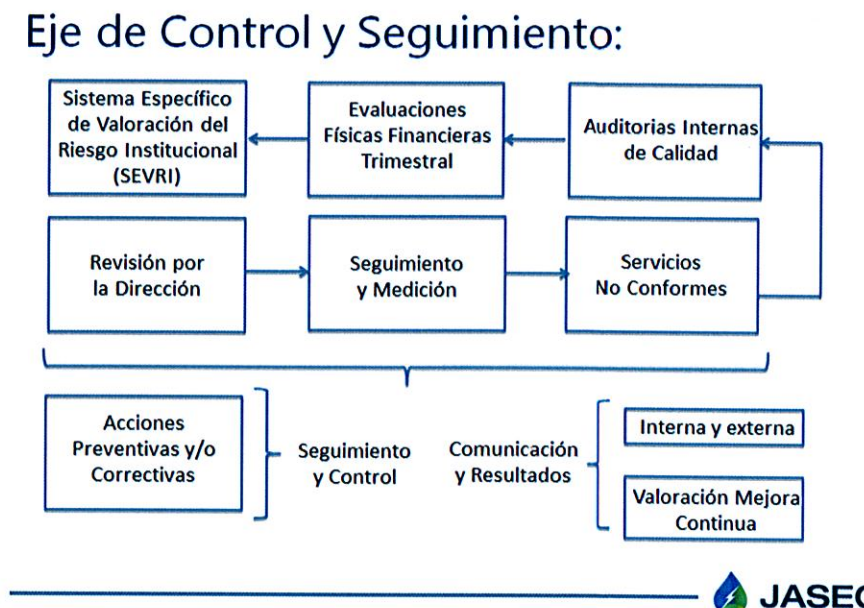 Eje de Control y Seguimiento:
Sistema Específico
de Valoración del
Riesgo Institucional
(SEVRI)
Evaluaciones
Físicas Financieras
Trimestral
Auditorias Internas
de Calidad
Revisión por
la Dirección
Seguimiento
y Medición
Servicios
No Conformes
Acciones
Preventivas y/o
Correctivas
Seguimiento
y Control
Comunicación
y Resultados
Interna y externa
Valoración Mejora
Continua
JASEC